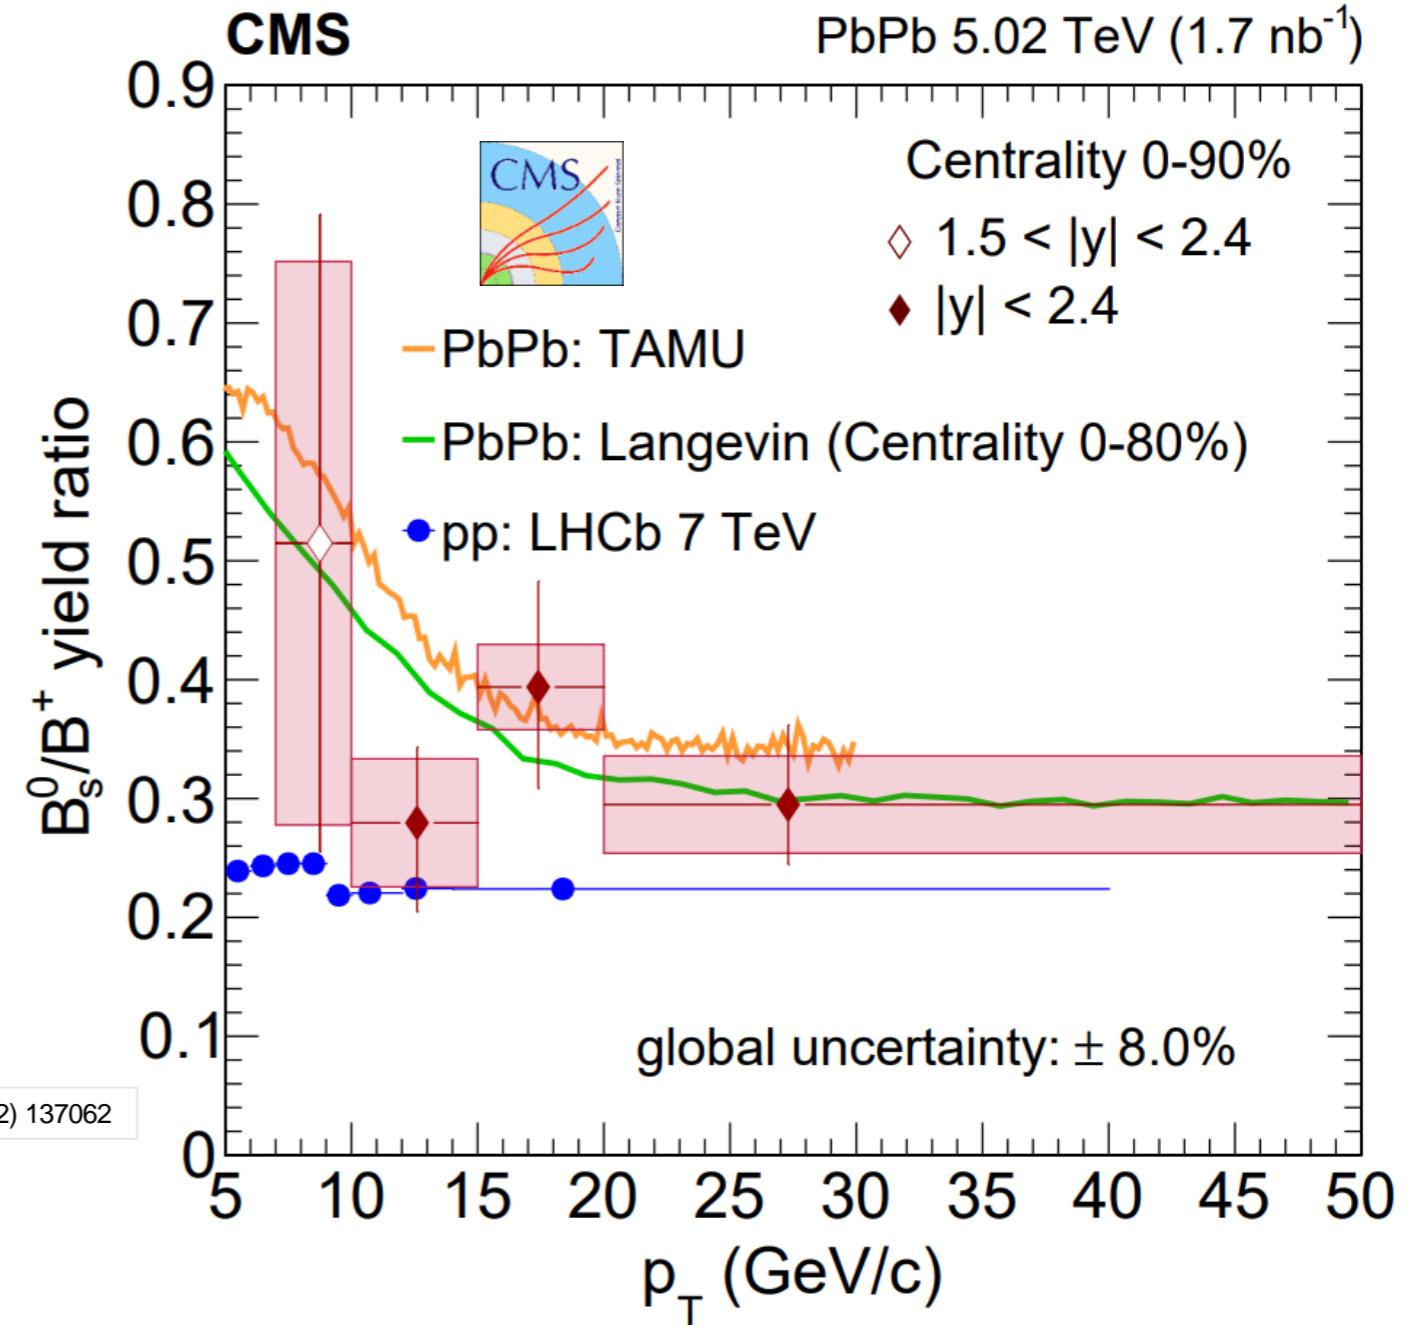 CMS
PbPb 5.02 TeV (1.7 nb⁻¹)
0.9
0.8
0.7
0.6
0.5
0.4
0.3
0.2
0.1
0
B⁰ₛ/B⁺ yield ratio
CMS
Centrality 0-90%
1.5 < |y| < 2.4
|y| < 2.4
PbPb: TAMU
PbPb: Langevin (Centrality 0-80%)
pp: LHCb 7 TeV
global uncertainty: ± 8.0%
2) 137062
5 10 15 20 25 30 35 40 45 50
p_T (GeV/c)